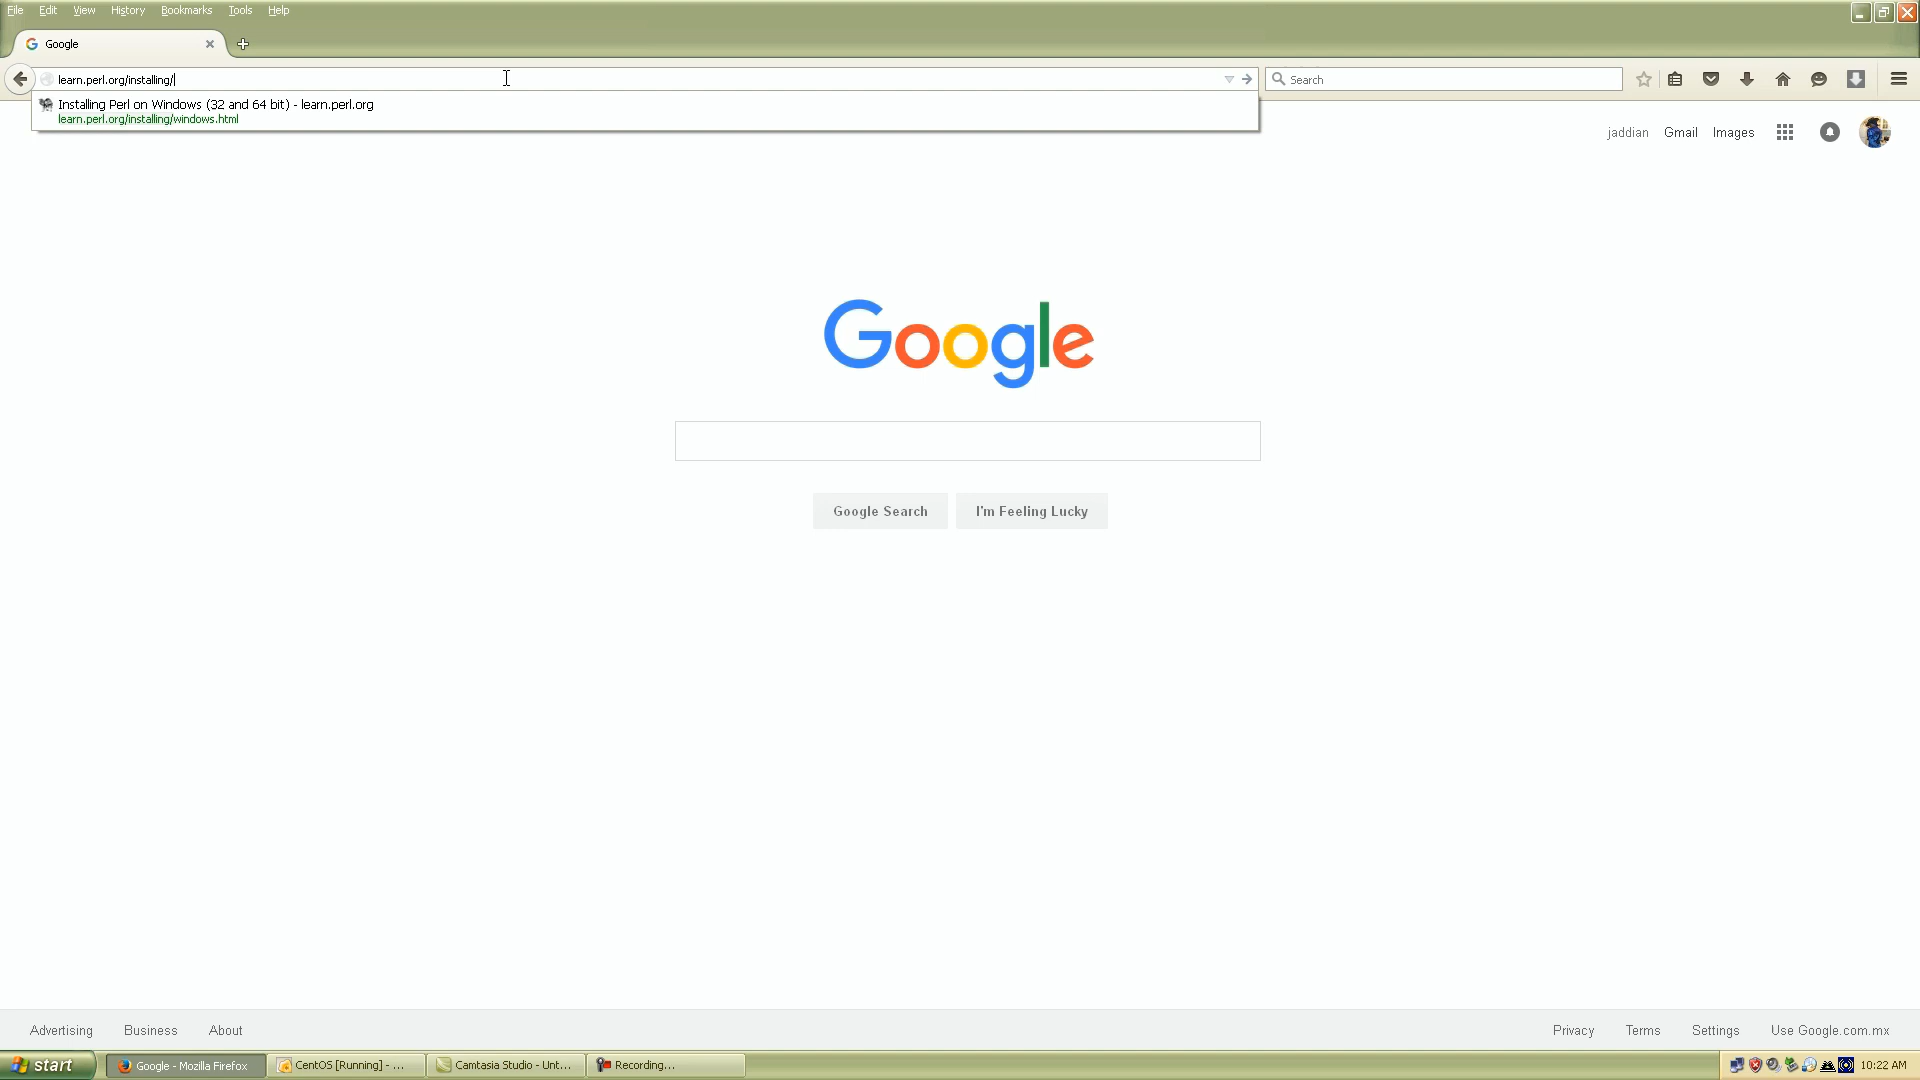 File Edit View History Bookmarks Tools Help
Google
learn.perl.org/installing/
Search
Installing Perl on Windows (32 and 64 bit) - learn.perl.org
learn.perl.org/installing/windows.html
jaddian Gmail Images
Google
Google Search I'm Feeling Lucky
Advertising Business About Privacy Terms Settings Use Google.com.mx
start Google - Mozilla Firefox CentOS [Running] - ... Camtasia Studio - Unt... Recording... 10:22 AM